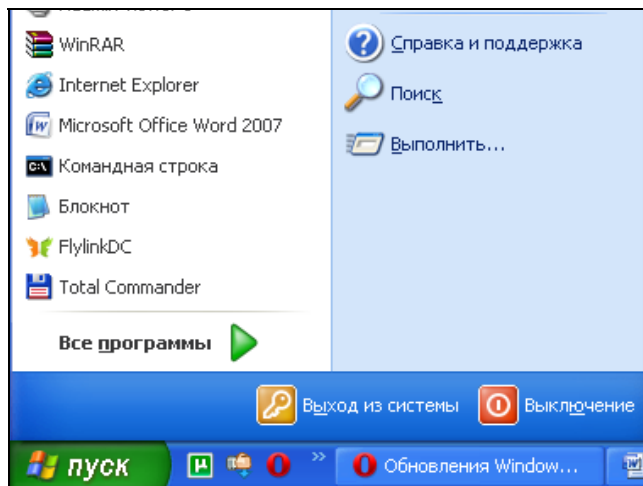 WinRAR
Internet Explorer
Microsoft Office Word 2007
Командная строка
Блокнот
FlylinkDC
Total Commander
Все программы
Справка и поддержка
Поиск
Выполнить...
Выход из системы
Выключение
пуск
Обновления Window...